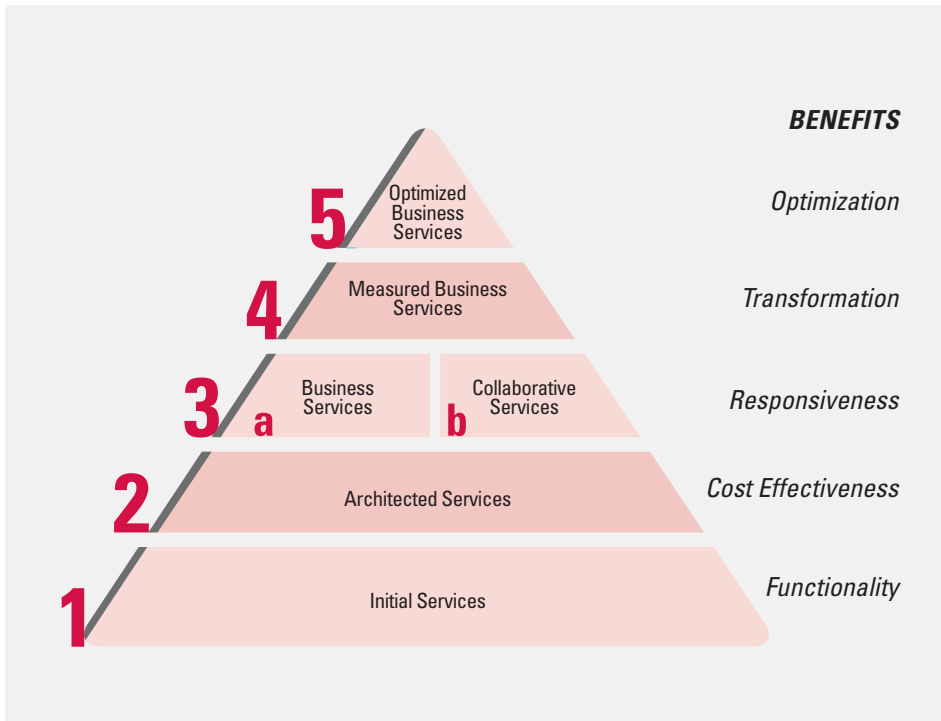 BENEFITS
5
Optimized
Business
Services
Optimization
4
Measured Business
Services
Transformation
3
a
Business
Services
b
Collaborative
Services
Responsiveness
2
Architected Services
Cost Effectiveness
1
Initial Services
Functionality